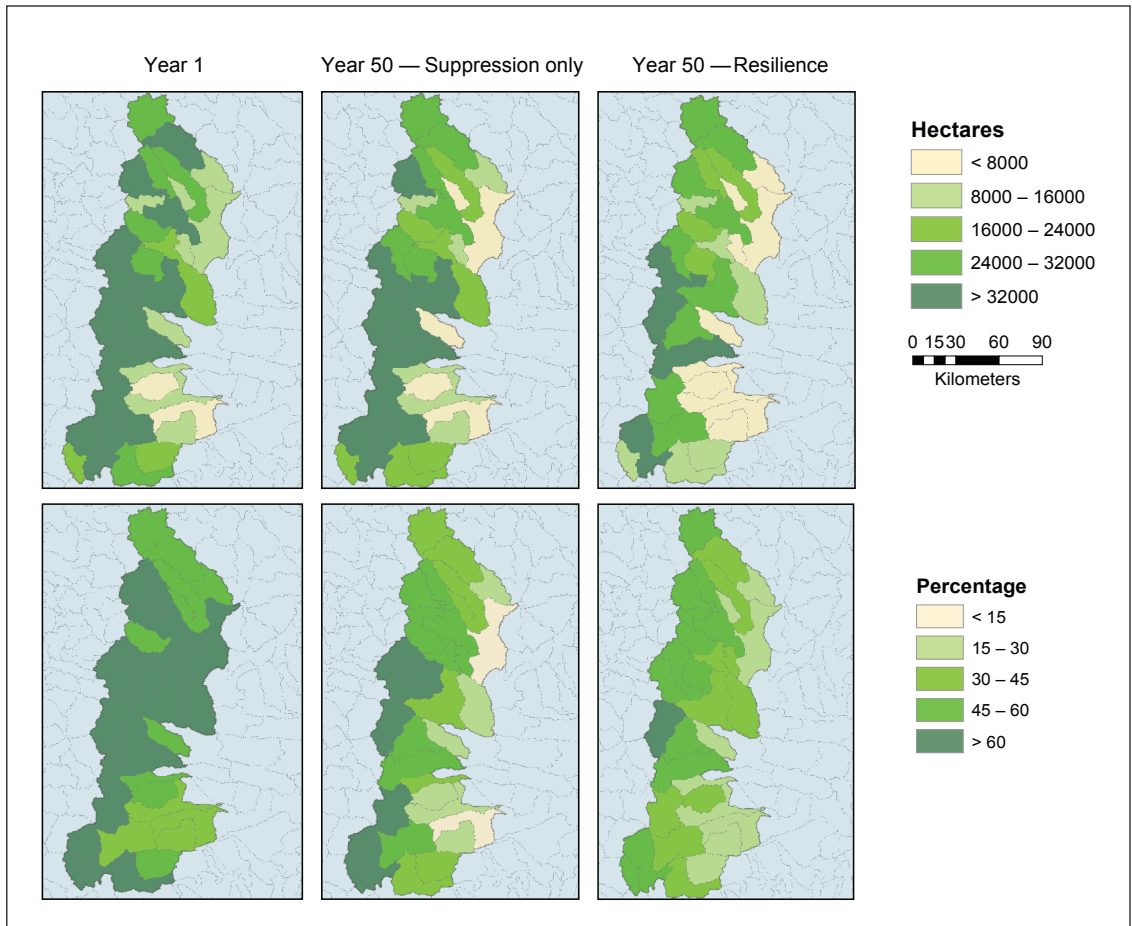 Year 1
Year 50 — Suppression only
Year 50 — Resilience
Hectares
< 8000
8000 – 16000
16000 – 24000
24000 – 32000
> 32000
0 15 30 60 90
Kilometers
Percentage
< 15
15 – 30
30 – 45
45 – 60
> 60